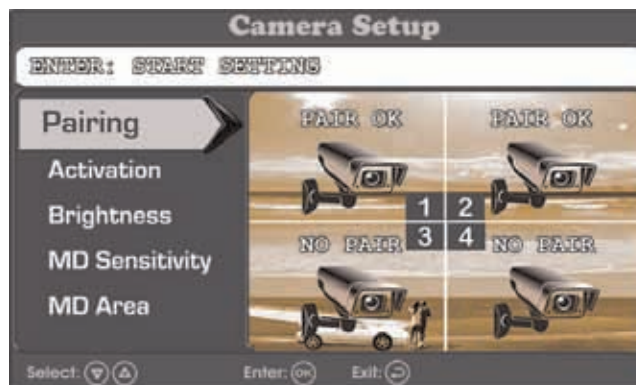 Camera Setup
ENTER: START SETTING
Pairing
Activation
Brightness
MD Sensitivity
MD Area
PAIR OK
PAIR OK
1 2
3 4
NO PAIR
NO PAIR
Select:
Enter: OK
Exit: